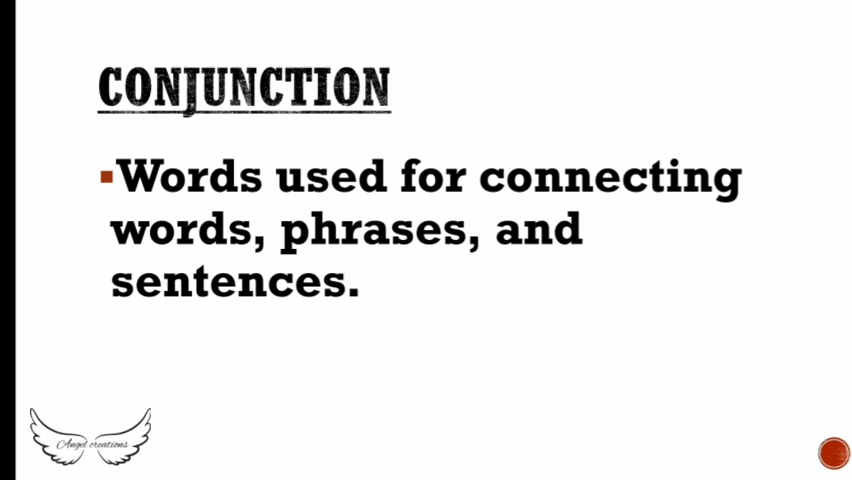 CONJUNCTION
▪Words used for connecting
words, phrases, and
sentences.
Angel creations